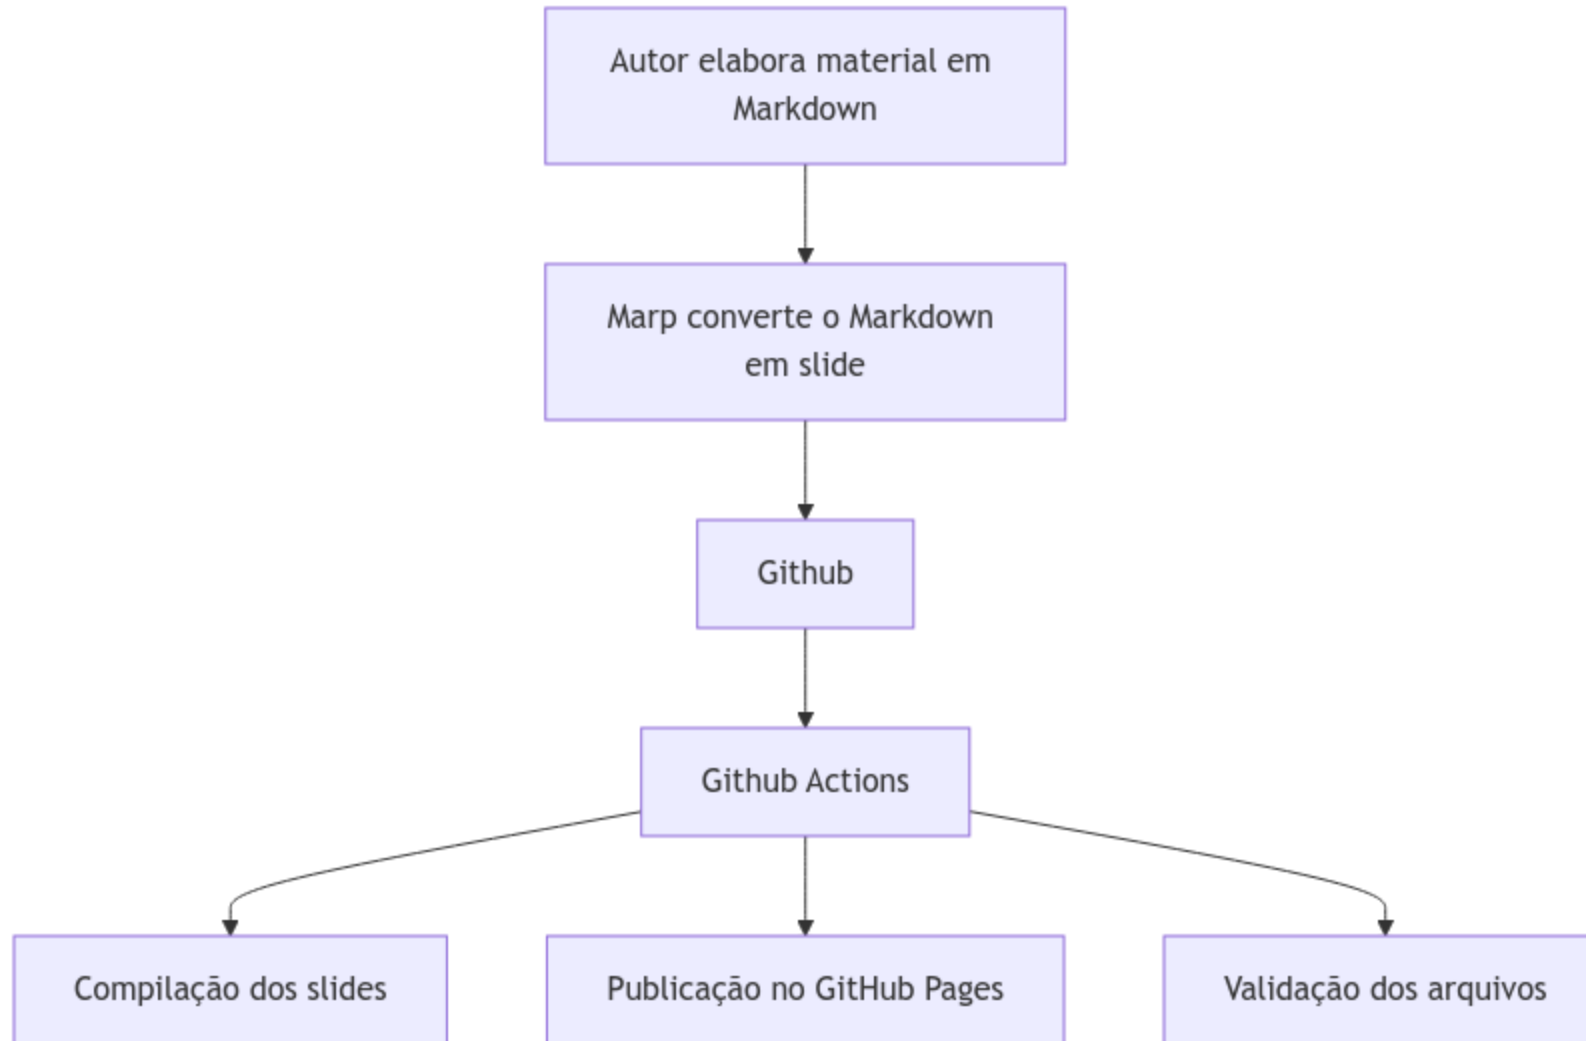 Autor elabora material em
Markdown
Marp converte o Markdown
em slide
Github
Github Actions
Compilação dos slides
Publicação no GitHub Pages
Validação dos arquivos